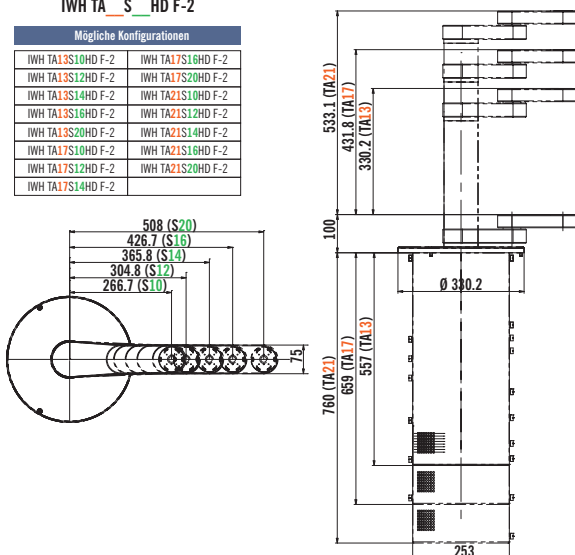 IWH TA__S__HD F-2
Mögliche Konfigurationen
IWH TA13S10HD F-2 IWH TA17S16HD F-2
IWH TA13S12HD F-2 IWH TA17S20HD F-2
IWH TA13S14HD F-2 IWH TA21S10HD F-2
IWH TA13S16HD F-2 IWH TA21S12HD F-2
IWH TA13S20HD F-2 IWH TA21S14HD F-2
IWH TA17S10HD F-2 IWH TA21S16HD F-2
IWH TA17S12HD F-2 IWH TA21S20HD F-2
IWH TA17S14HD F-2
508 (S20)
426.7 (S16)
365.8 (S14)
304.8 (S12)
266.7 (S10)
75
533.1 (TA21)
431.8 (TA17)
330.2 (TA13)
100
Ø 330.2
760 (TA21)
659 (TA17)
557 (TA13)
253